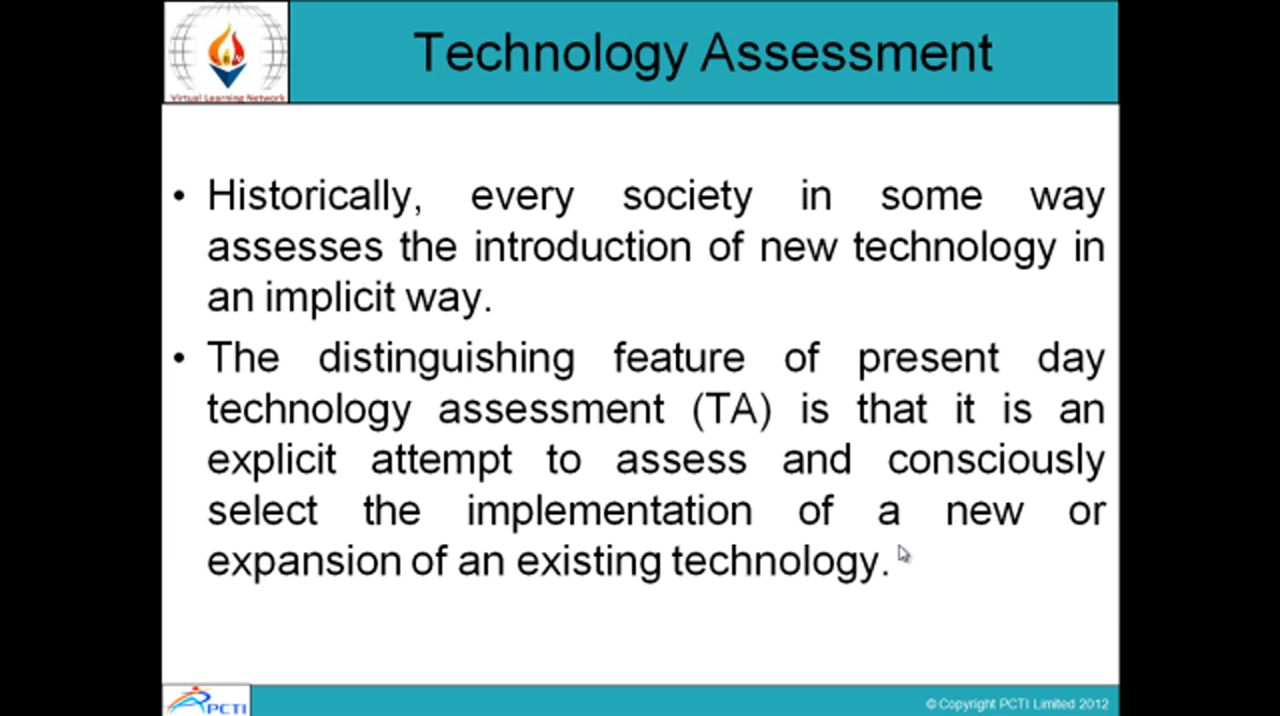 Technology Assessment
Virtual Learning Network
• Historically, every society in some way
assesses the introduction of new technology in
an implicit way.
• The distinguishing feature of present day
technology assessment (TA) is that it is an
explicit attempt to assess and consciously
select the implementation of a new or
expansion of an existing technology.
PCTI
© Copyright PCTI Limited 2012